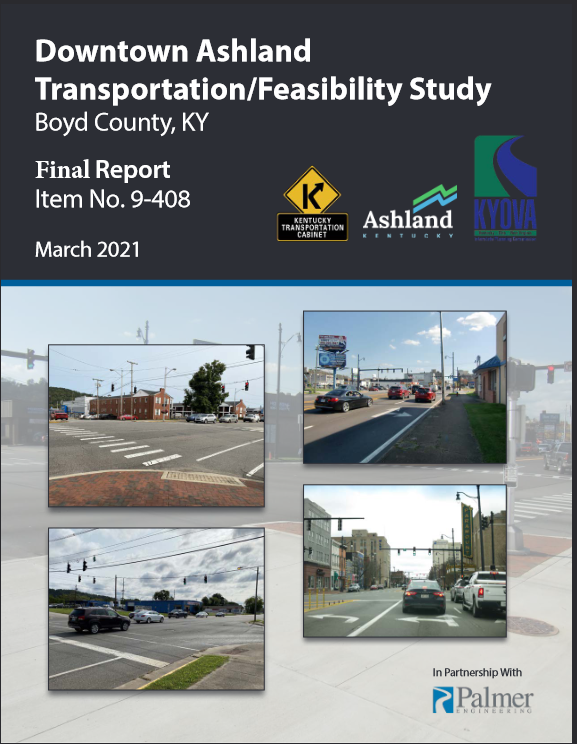 Downtown Ashland
Transportation/Feasibility Study
Boyd County, KY
Final Report
Item No. 9-408
March 2021
KENTUCKY
TRANSPORTATION
CABINET
Ashland
KENTUCKY
KYOVA
In Partnership With
Palmer
ENGINEERING